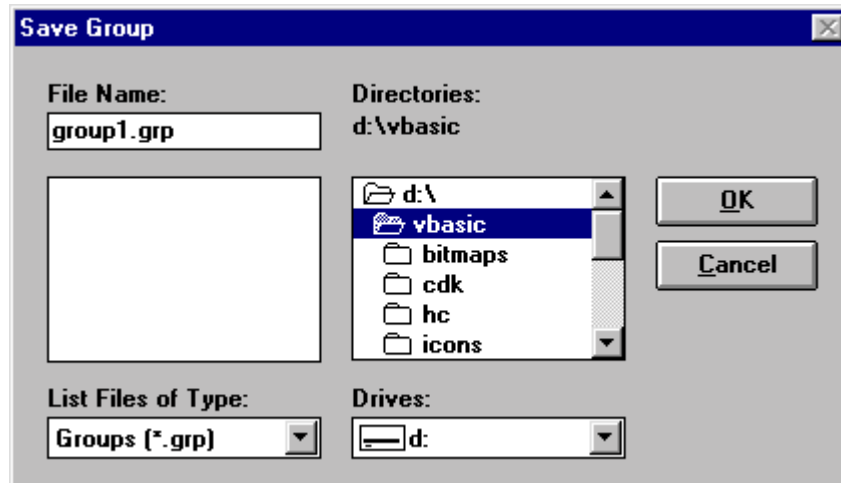 Save Group
File Name:
group1.grp
Directories:
d:\vbasic
d:\
vbasic
bitmaps
cdk
hc
icons
OK
Cancel
List Files of Type:
Groups (*.grp)
Drives:
d: